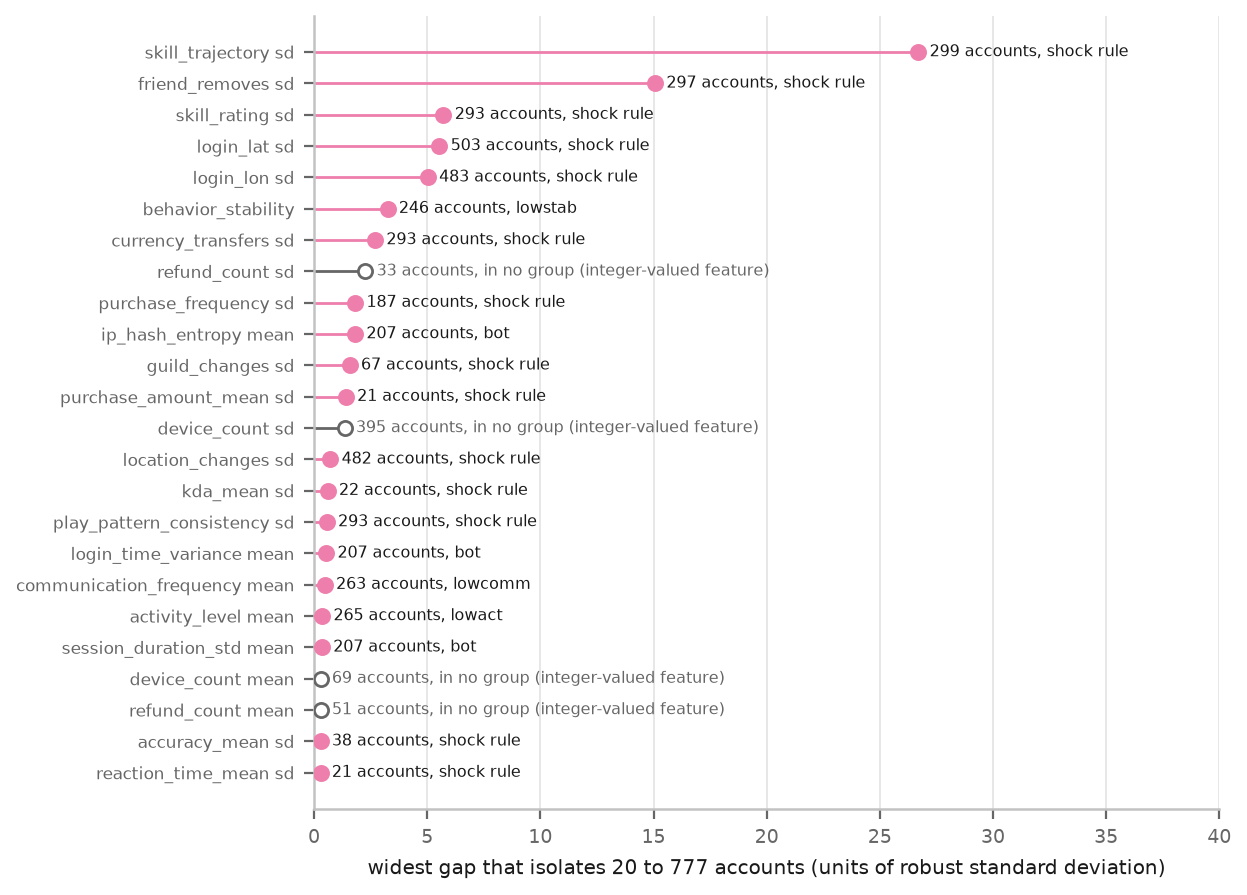 skill_trajectory sd 299 accounts, shock rule
friend_removes sd 297 accounts, shock rule
skill_rating sd 293 accounts, shock rule
login_lat sd 503 accounts, shock rule
login_lon sd 483 accounts, shock rule
behavior_stability 246 accounts, lowstab
currency_transfers sd 293 accounts, shock rule
refund_count sd 33 accounts, in no group (integer-valued feature)
purchase_frequency sd 187 accounts, shock rule
ip_hash_entropy mean 207 accounts, bot
guild_changes sd 67 accounts, shock rule
purchase_amount_mean sd 21 accounts, shock rule
device_count sd 395 accounts, in no group (integer-valued feature)
location_changes sd 482 accounts, shock rule
kda_mean sd 22 accounts, shock rule
play_pattern_consistency sd 293 accounts, shock rule
login_time_variance mean 207 accounts, bot
communication_frequency mean 263 accounts, lowcomm
activity_level mean 265 accounts, lowact
session_duration_std mean 207 accounts, bot
device_count mean 69 accounts, in no group (integer-valued feature)
refund_count mean 51 accounts, in no group (integer-valued feature)
accuracy_mean sd 38 accounts, shock rule
reaction_time_mean sd 21 accounts, shock rule
0 5 10 15 20 25 30 35 40
widest gap that isolates 20 to 777 accounts (units of robust standard deviation)